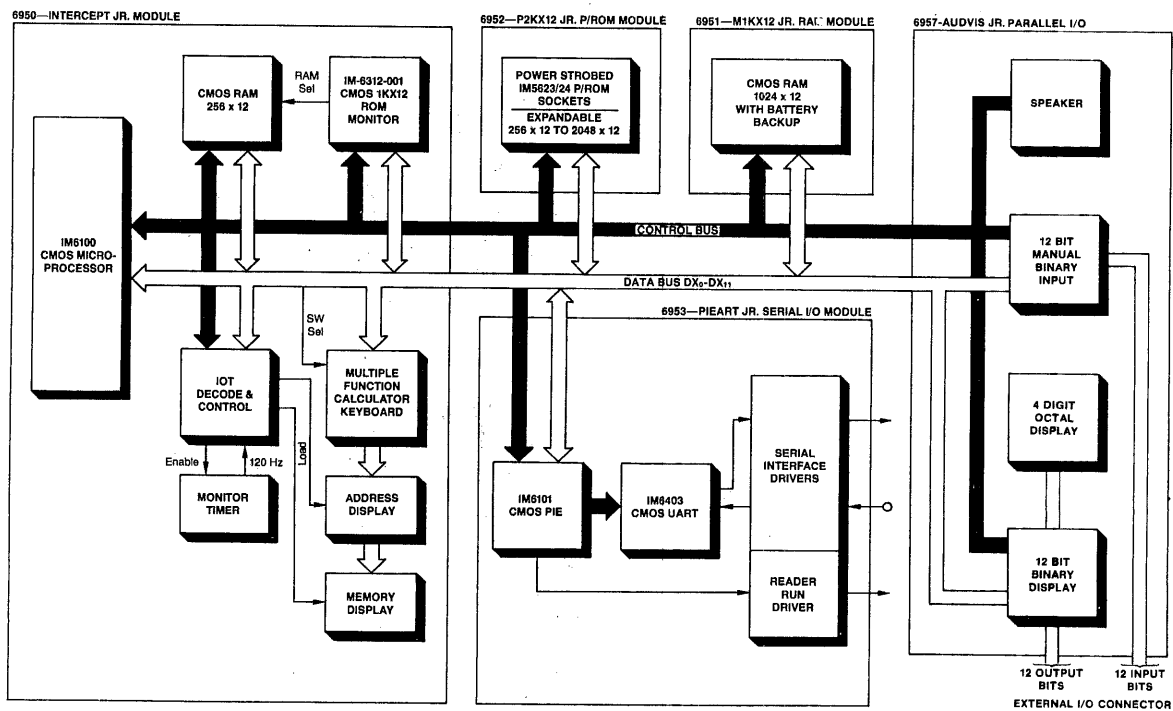 6950—INTERCEPT JR. MODULE
6952—P2KX12 JR. P/ROM MODULE
6951—M1KX12 JR. RAM MODULE
6957-AUDVIS JR. PARALLEL I/O
CMOS RAM
256 x 12
RAM
Sel
IM-6312-001
CMOS 1KX12
ROM
MONITOR
POWER STROBED
IM5623/24 P/ROM
SOCKETS
EXPANDABLE
256 x 12 TO 2048 x 12
CMOS RAM
1024 x 12
WITH BATTERY
BACKUP
SPEAKER
IM6100
CMOS MICRO-
PROCESSOR
CONTROL BUS
12 BIT
MANUAL
BINARY
INPUT
DATA BUS DX₀-DX₁₁
6953—PIEART JR. SERIAL I/O MODULE
SW
Sel
IOT
DECODE &
CONTROL
MULTIPLE
FUNCTION
CALCULATOR
KEYBOARD
4 DIGIT
OCTAL
DISPLAY
Enable
120 Hz
Load
MONITOR
TIMER
ADDRESS
DISPLAY
IM6101
CMOS PIE
IM6403
CMOS UART
SERIAL
INTERFACE
DRIVERS
MEMORY
DISPLAY
READER
RUN
DRIVER
12 BIT
BINARY
DISPLAY
12 OUTPUT
BITS
12 INPUT
BITS
EXTERNAL I/O CONNECTOR